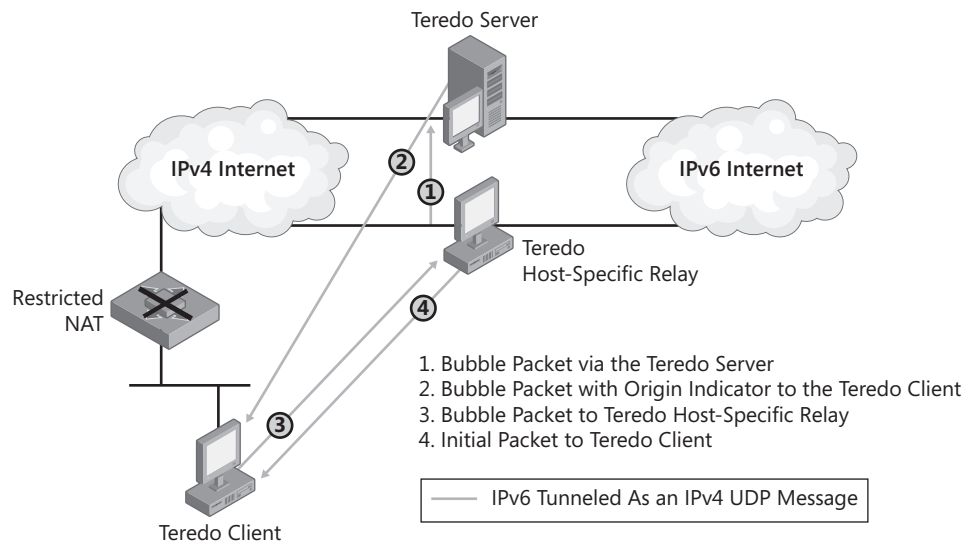 Teredo Server
IPv4 Internet
IPv6 Internet
2
1
Teredo
Host-Specific Relay
Restricted
NAT
4
3
1. Bubble Packet via the Teredo Server
2. Bubble Packet with Origin Indicator to the Teredo Client
3. Bubble Packet to Teredo Host-Specific Relay
4. Initial Packet to Teredo Client
IPv6 Tunneled As an IPv4 UDP Message
Teredo Client